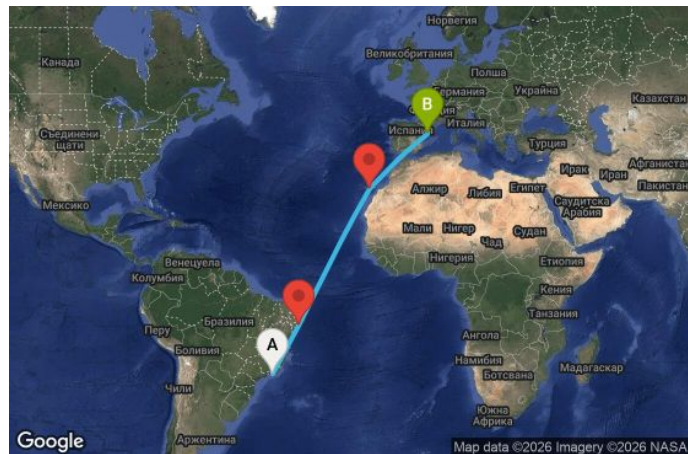 Норвегия
Канада
Великобритания
Полша
Германия
Украйна
Казахстан
B
Италия
Испания
Турция
Съединени
щати
Ирак
Афганистан
Иран
Пакистан
Алжир
Либия
Египет
Саудитска
Арабия
Мексико
Мали
Нигер
Чад
Судан
Нигерия
Етиопия
Венецуела
Колумбия
Кения
Бразилия
Танзания
Перу
A
Ангола
Боливия
Намибия
Ботсвана
Мадагаскар
Чили
Южна
Африка
Аржентина
Google
Map data ©2026 Imagery ©2026 NASA